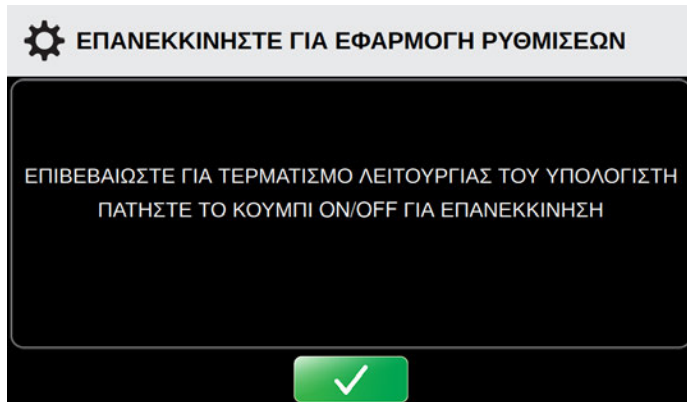 ΕΠΑΝΕΚΚΙΝΗΣΤΕ ΓΙΑ ΕΦΑΡΜΟΓΗ ΡΥΘΜΙΣΕΩΝ
ΕΠΙΒΕΒΑΙΩΣΤΕ ΓΙΑ ΤΕΡΜΑΤΙΣΜΟ ΛΕΙΤΟΥΡΓΙΑΣ ΤΟΥ ΥΠΟΛΟΓΙΣΤΗ
ΠΑΤΗΣΤΕ ΤΟ ΚΟΥΜΠΙ ON/OFF ΓΙΑ ΕΠΑΝΕΚΚΙΝΗΣΗ